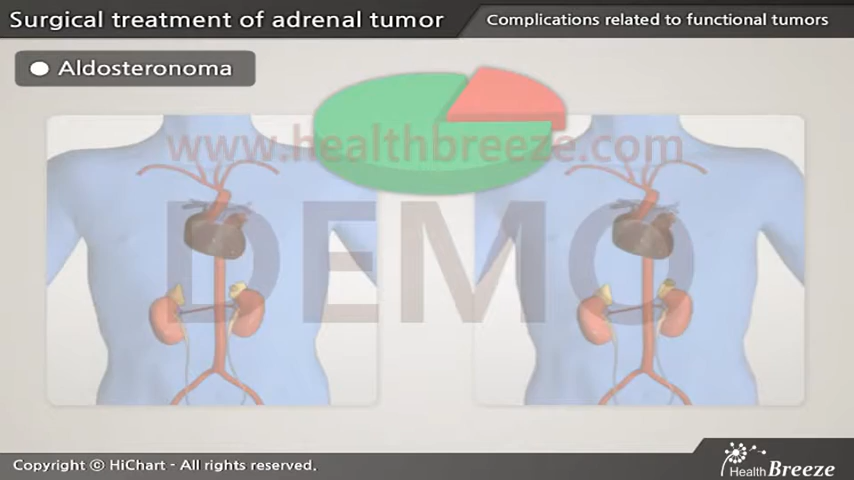 Surgical treatment of adrenal tumor
Complications related to functional tumors
Aldosteronoma
www.healthbreeze.com
DEMO
Copyright © HiChart - All rights reserved.
Health Breeze